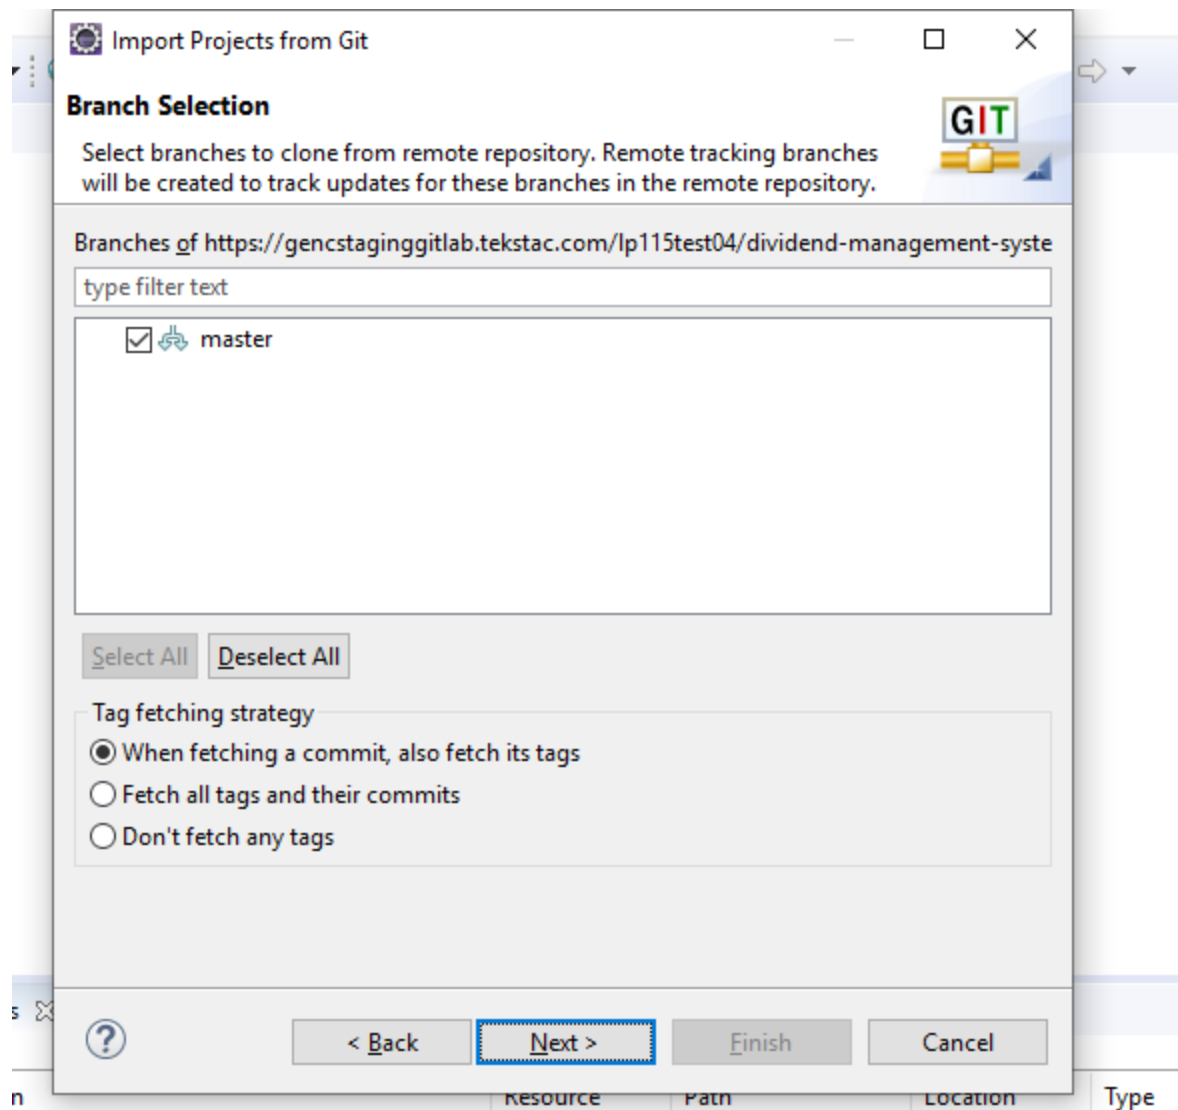 Import Projects from Git
Branch Selection
GIT
Select branches to clone from remote repository. Remote tracking branches
will be created to track updates for these branches in the remote repository.
Branches of https://gencstaginggitlab.tekstac.com/lp115test04/dividend-management-syste
type filter text
master
Select All
Deselect All
Tag fetching strategy
When fetching a commit, also fetch its tags
Fetch all tags and their commits
Don't fetch any tags
s
?
< Back
Next >
Finish
Cancel
n
Resource
Path
Location
Type